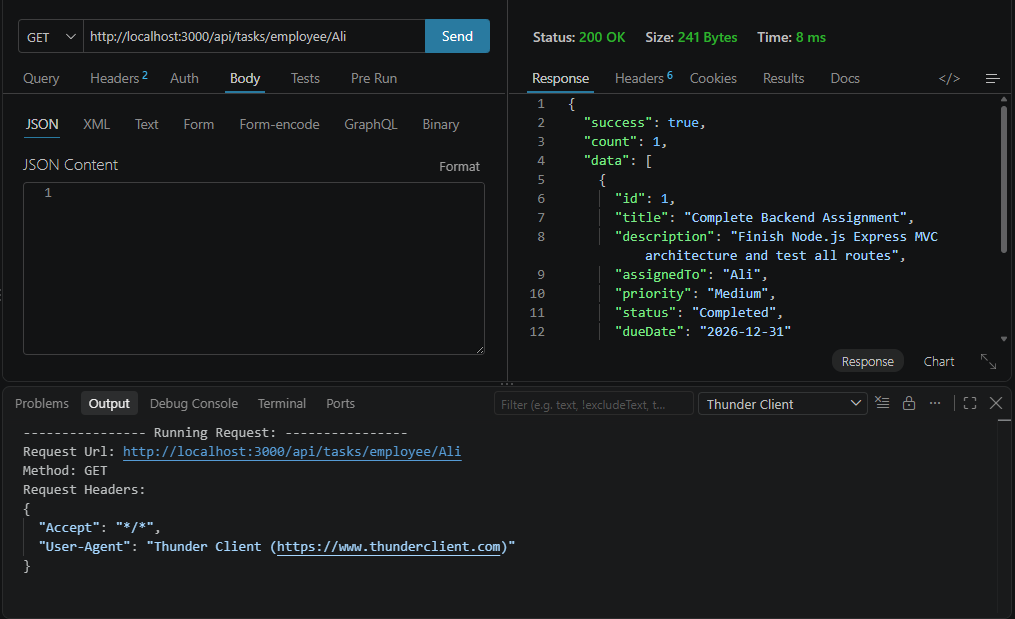 GET http://localhost:3000/api/tasks/employee/Ali Send
Query Headers 2 Auth Body Tests Pre Run
JSON XML Text Form Form-encode GraphQL Binary
JSON Content Format
1
Status: 200 OK Size: 241 Bytes Time: 8 ms
Response Headers 6 Cookies Results Docs </>
1 {
2 "success": true,
3 "count": 1,
4 "data": [
5 {
6 "id": 1,
7 "title": "Complete Backend Assignment",
8 "description": "Finish Node.js Express MVC
architecture and test all routes",
9 "assignedTo": "Ali",
10 "priority": "Medium",
11 "status": "Completed",
12 "dueDate": "2026-12-31"
Response Chart
Problems Output Debug Console Terminal Ports Filter (e.g. text, !excludeText, t... Thunder Client
---------------- Running Request: ----------------
Request Url: http://localhost:3000/api/tasks/employee/Ali
Method: GET
Request Headers:
{
"Accept": "*/*",
"User-Agent": "Thunder Client (https://www.thunderclient.com)"
}